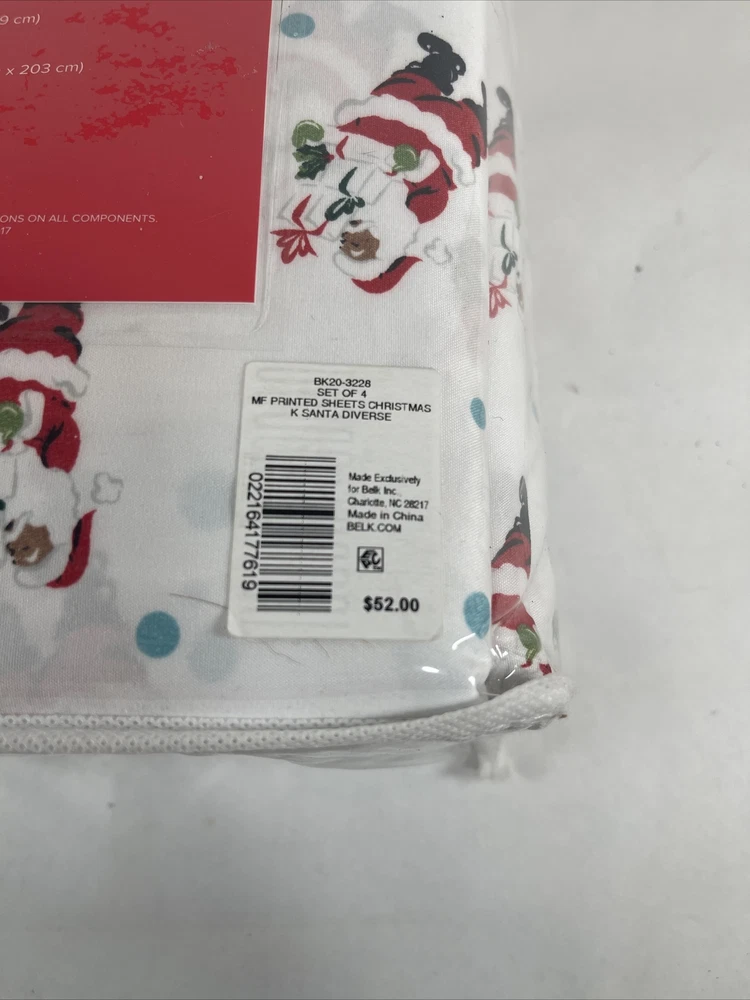 9 cm)
x 203 cm)
ONS ON ALL COMPONENTS.
17
BK20-3228
SET OF 4
MF PRINTED SHEETS CHRISTMAS
K SANTA DIVERSE
022164177619
Made Exclusively
for Belk Inc.
Charlotte, NC 28217
Made in China
BELK.COM
$52.00